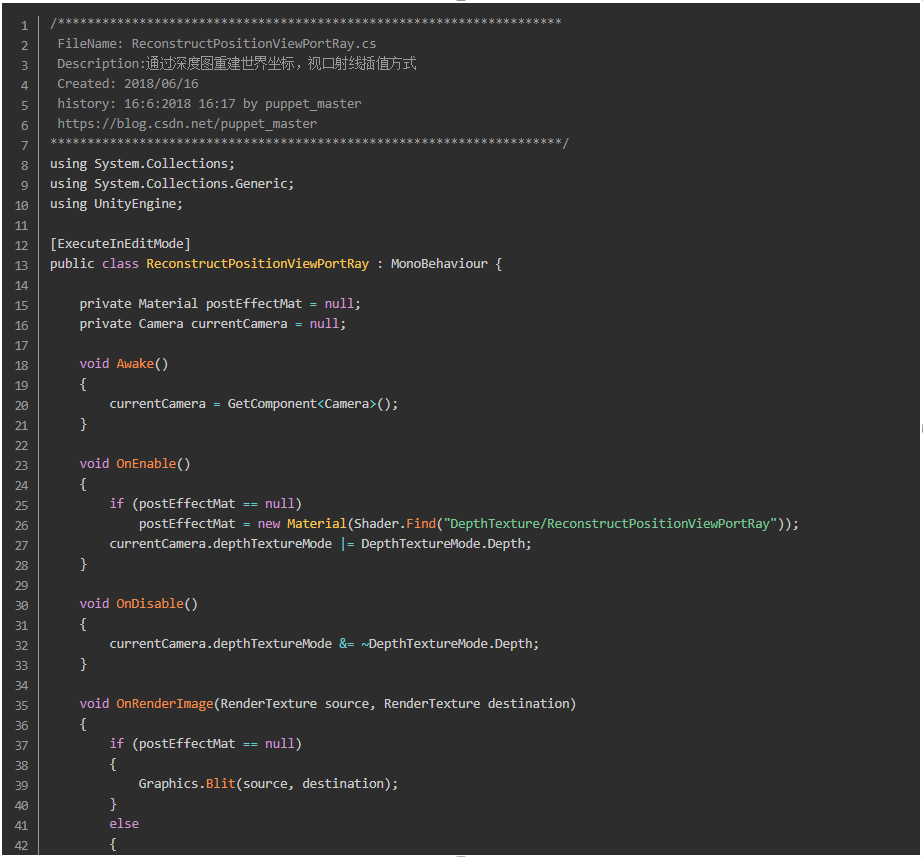 1 /********************************************************************
2 FileName: ReconstructPositionViewPortRay.cs
3 Description:通过深度图重建世界坐标，视口射线插值方式
4 Created: 2018/06/16
5 history: 16:6:2018 16:17 by puppet_master
6 https://blog.csdn.net/puppet_master
7 *********************************************************************/
8 using System.Collections;
9 using System.Collections.Generic;
10 using UnityEngine;
11
12 [ExecuteInEditMode]
13 public class ReconstructPositionViewPortRay : MonoBehaviour {
14
15     private Material postEffectMat = null;
16     private Camera currentCamera = null;
17
18     void Awake()
19     {
20         currentCamera = GetComponent<Camera>();
21     }
22
23     void OnEnable()
24     {
25         if (postEffectMat == null)
26             postEffectMat = new Material(Shader.Find("DepthTexture/ReconstructPositionViewPortRay"));
27         currentCamera.depthTextureMode |= DepthTextureMode.Depth;
28     }
29
30     void OnDisable()
31     {
32         currentCamera.depthTextureMode &= ~DepthTextureMode.Depth;
33     }
34
35     void OnRenderImage(RenderTexture source, RenderTexture destination)
36     {
37         if (postEffectMat == null)
38         {
39             Graphics.Blit(source, destination);
40         }
41         else
42         {